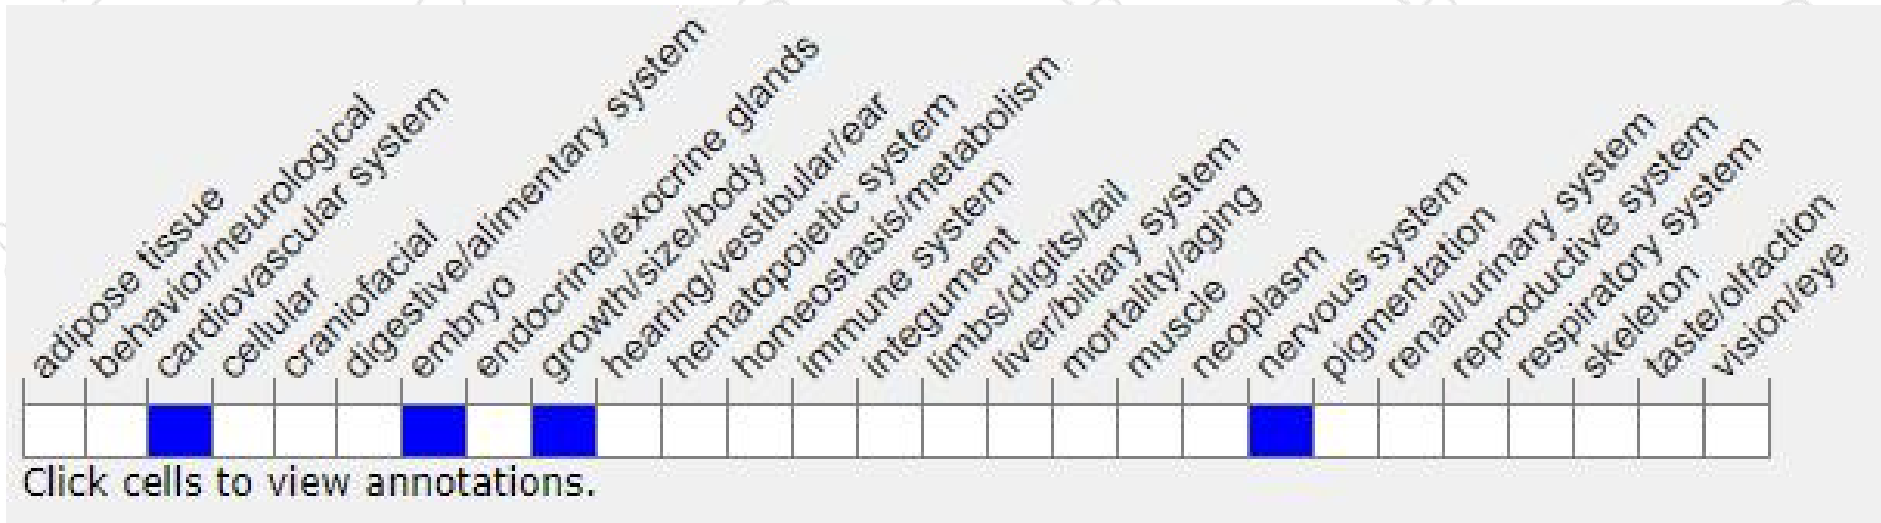 adipose tissue
behavior/neurological
cardiovascular system
cellular
craniofacial
digestive/alimentary system
embryo
endocrine/exocrine glands
growth/size/body
hearing/vestibular/ear
hematopoietic system
homeostasis/metabolism
immune system
integument
limbs/digits/tail
liver/biliary system
mortality/aging
muscle
neoplasm
nervous system
pigmentation
renal/urinary system
reproductive system
respiratory system
skeleton
taste/olfaction
vision/eye
Click cells to view annotations.